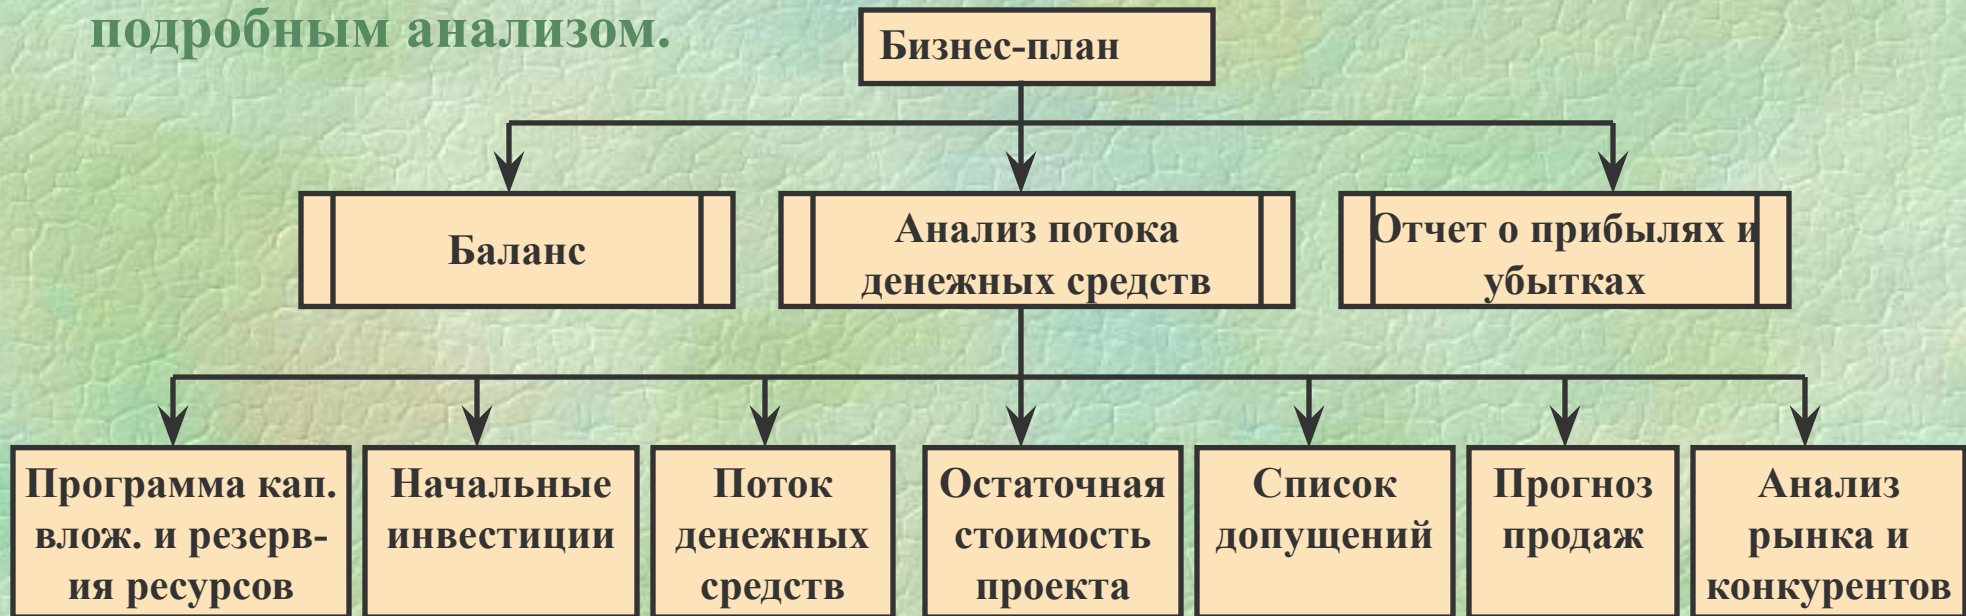 подробным анализом.
Бизнес-план
Баланс
Анализ потока
денежных средств
Отчет о прибылях и
убытках
Программа кап.
влож. и резерв-
ия ресурсов
Начальные
инвестиции
Поток
денежных
средств
Остаточная
стоимость
проекта
Список
допущений
Прогноз
продаж
Анализ
рынка и
конкурентов